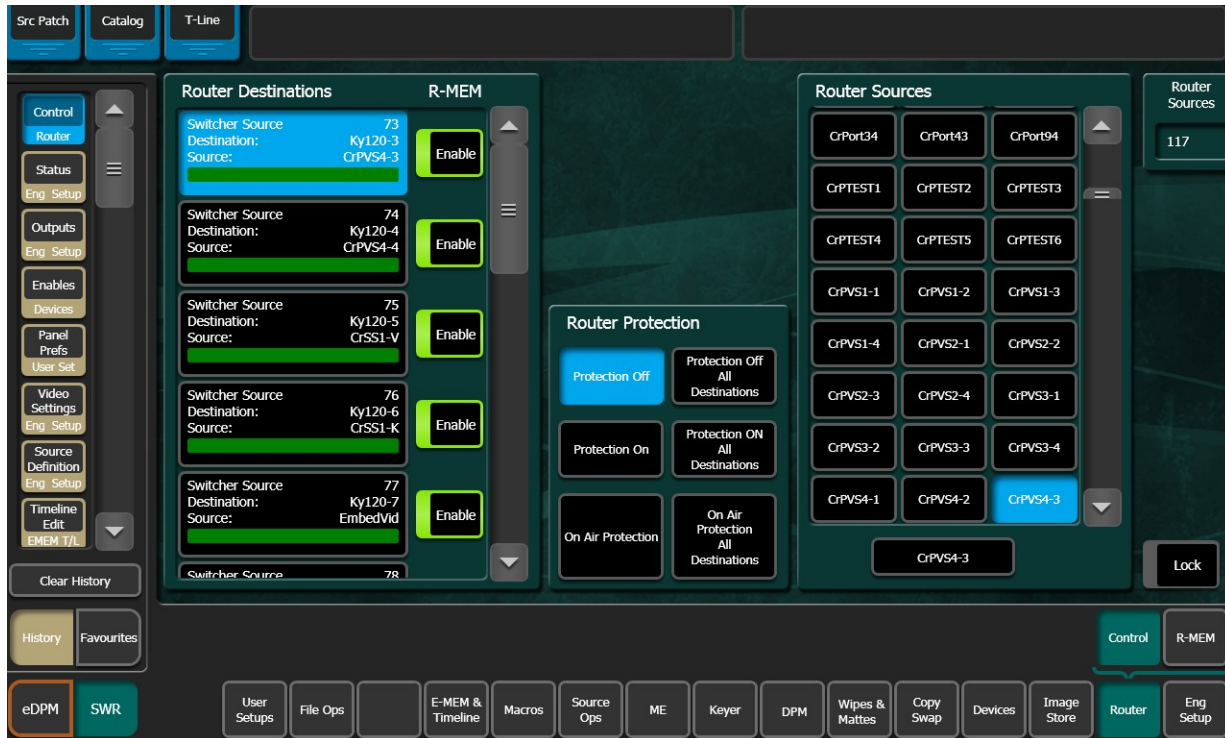 Src Patch
Catalog
T-Line
Control
Router
Status
Eng Setup
Outputs
Eng Setup
Enables
Devices
Panel
Prefs
User Set
Video
Settings
Eng Setup
Source
Definition
Eng Setup
Timeline
Edit
EMEM T/L
Clear History
History
Favourites
eDPM
SWR
Router Destinations
R-MEM
Switcher Source 73
Destination: Ky120-3
Source: CrPVS4-3
Enable
Switcher Source 74
Destination: Ky120-4
Source: CrPVS4-4
Enable
Switcher Source 75
Destination: Ky120-5
Source: CrSS1-V
Enable
Switcher Source 76
Destination: Ky120-6
Source: CrSS1-K
Enable
Switcher Source 77
Destination: Ky120-7
Source: EmbedVid
Enable
Switcher Source 78
Router Protection
Protection Off
Protection Off
All
Destinations
Protection On
Protection ON
All
Destinations
On Air Protection
On Air
Protection
All
Destinations
Router Sources
CrPort34 CrPort43 CrPort94
CrPTEST1 CrPTEST2 CrPTEST3
CrPTEST4 CrPTEST5 CrPTEST6
CrPVS1-1 CrPVS1-2 CrPVS1-3
CrPVS1-4 CrPVS2-1 CrPVS2-2
CrPVS2-3 CrPVS2-4 CrPVS3-1
CrPVS3-2 CrPVS3-3 CrPVS3-4
CrPVS4-1 CrPVS4-2 CrPVS4-3
CrPVS4-3
Router
Sources
117
Lock
Control
R-MEM
User
Setups
File Ops
E-MEM &
Timeline
Macros
Source
Ops
ME
Keyer
DPM
Wipes &
Mattes
Copy
Swap
Devices
Image
Store
Router
Eng
Setup